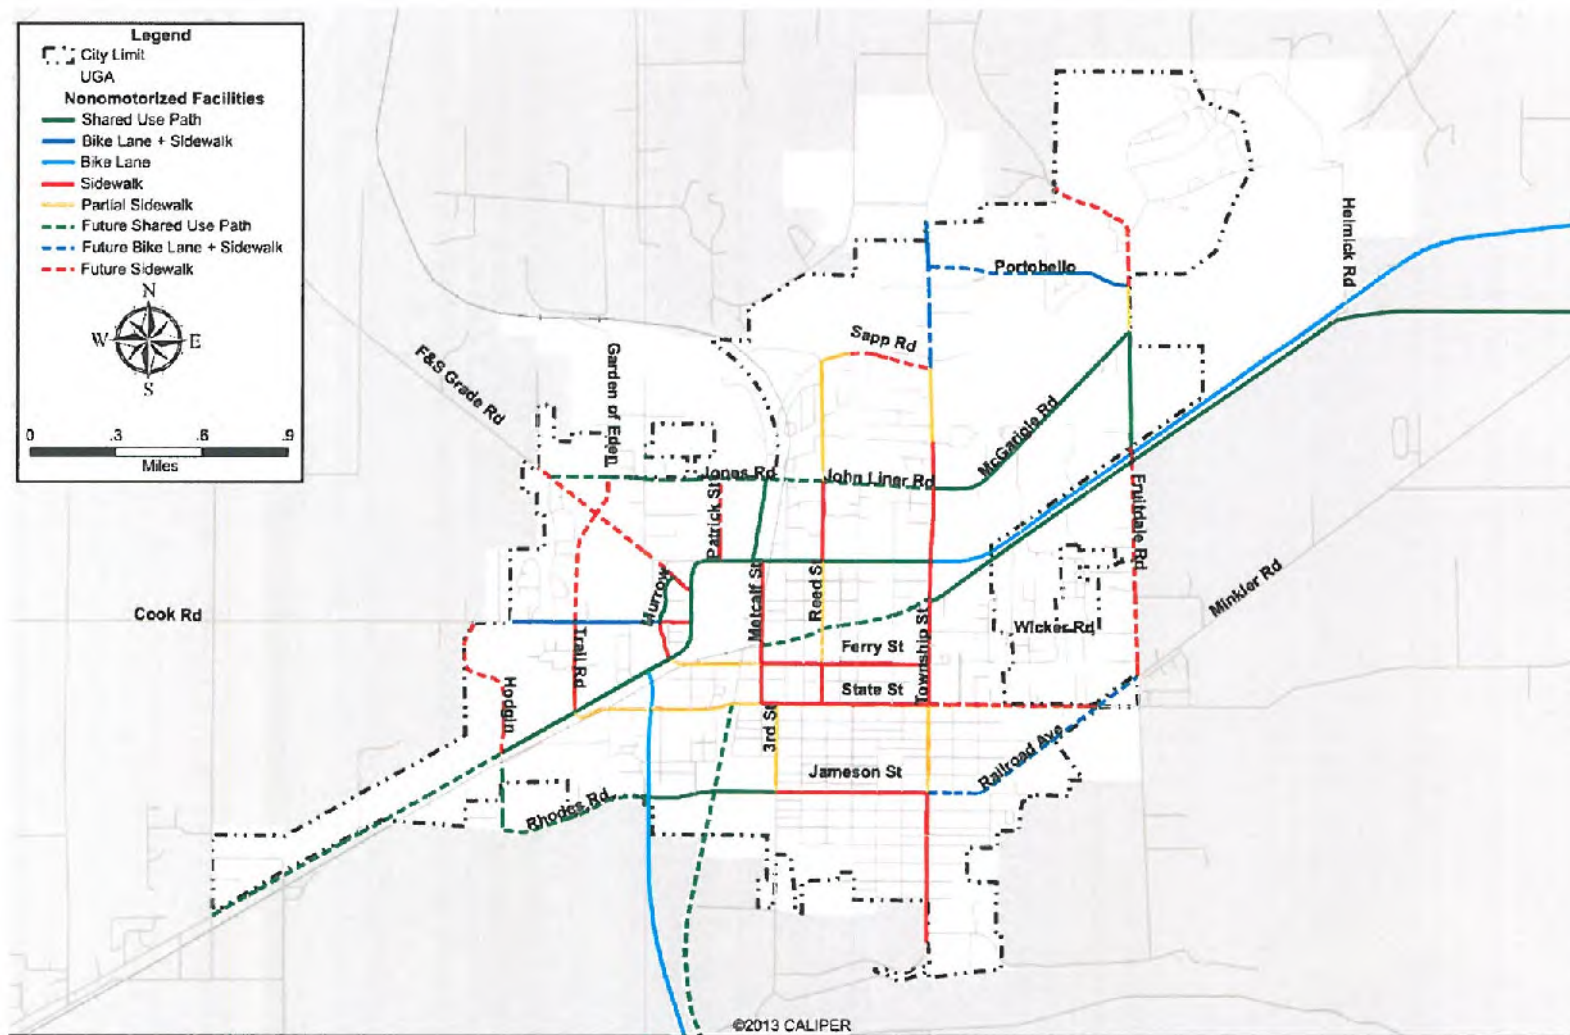 Legend
City Limit
UGA
Nonomotorized Facilities
Shared Use Path
Bike Lane + Sidewalk
Bike Lane
Sidewalk
Partial Sidewalk
Future Shared Use Path
Future Bike Lane + Sidewalk
Future Sidewalk
N
W E
S
0 .3 .6 .9
Miles
Helmick Rd
Portobello
Sapp Rd
F&S Grade Rd
Garden of Eden
McGarigle Rd
Jones Rd
John Liner Rd
Patrick St
Fruitdale Rd
Murrow
Metcalf St
Reed St
Minkler Rd
Cook Rd
Trail Rd
Ferry St
Township St
Wicker Rd
Hodgin
State St
3rd St
Jameson St
Railroad Ave
Rhodes Rd
©2013 CALIPER